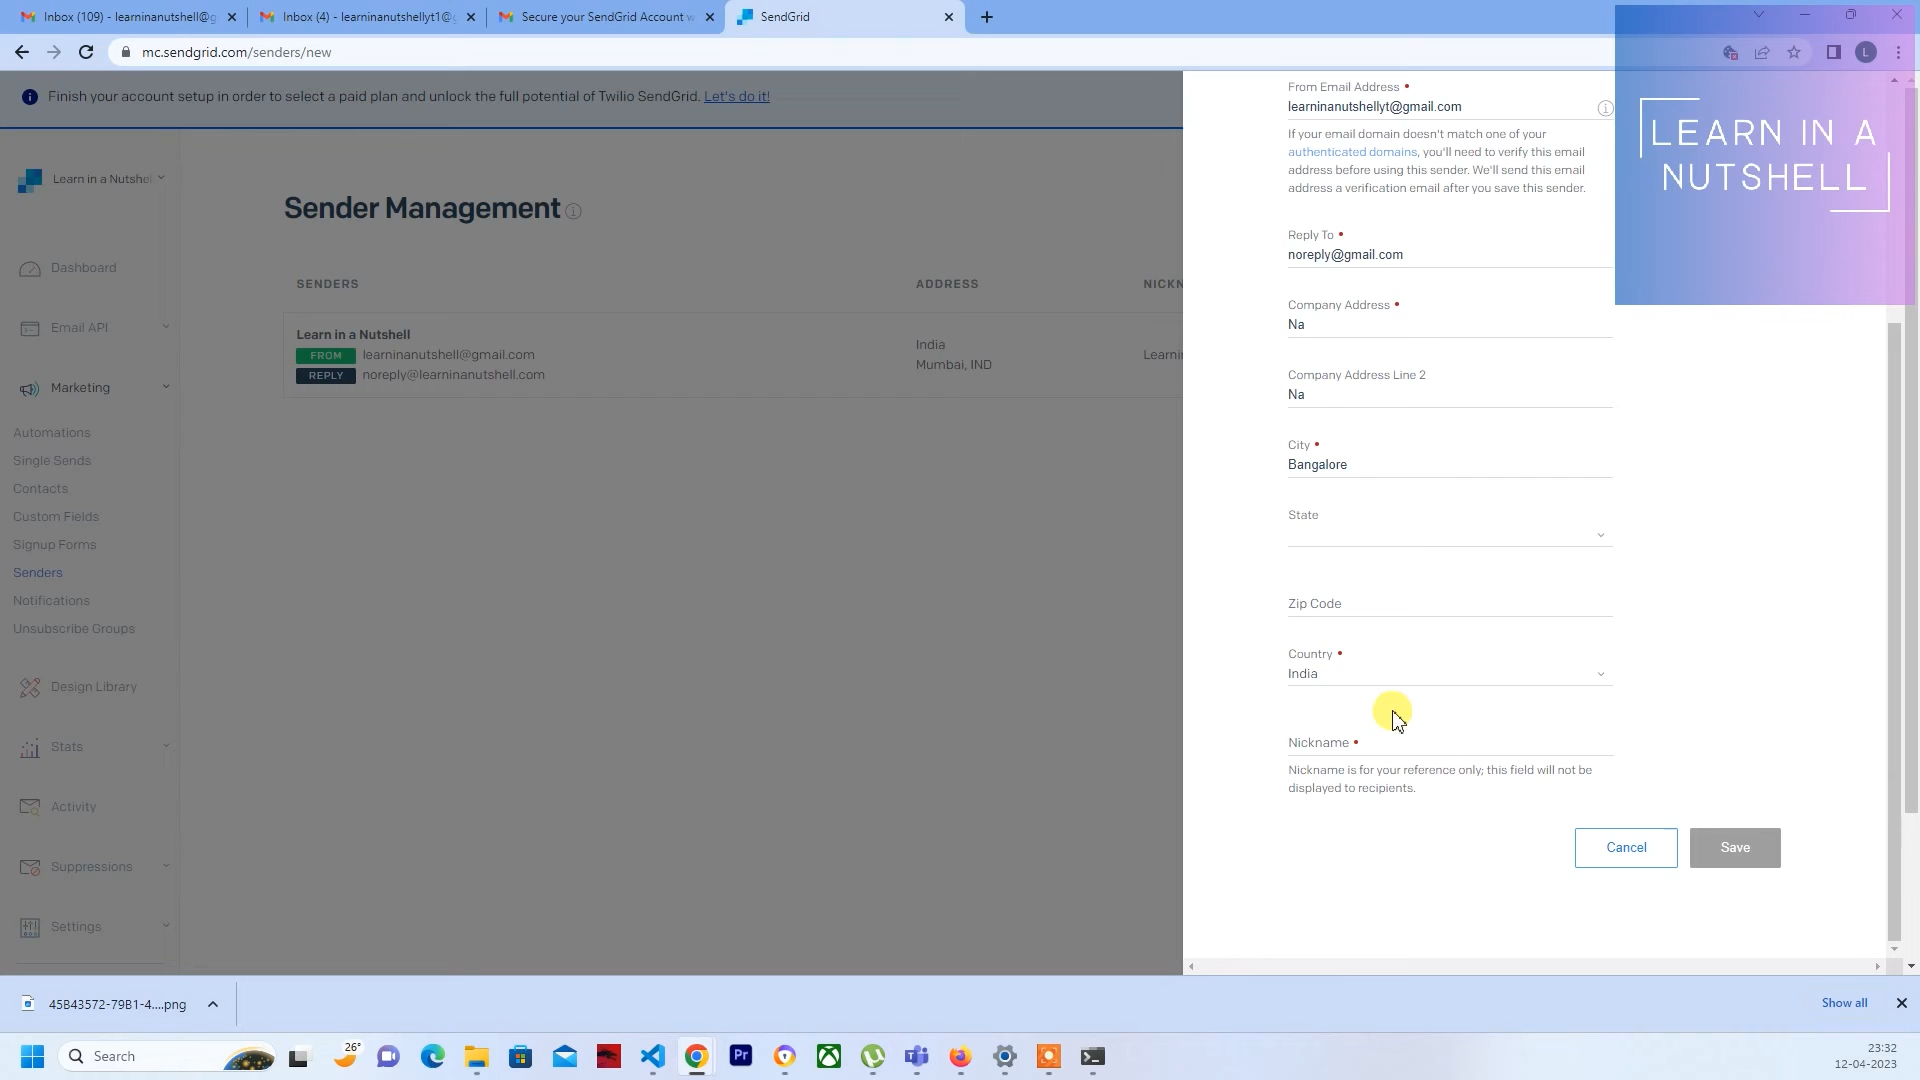 Inbox (109) - learninanutshell@g
Inbox (4) - learninanutshellyt1@g
Secure your SendGrid Account w
SendGrid
mc.sendgrid.com/senders/new
L
Finish your account setup in order to select a paid plan and unlock the full potential of Twilio SendGrid. Let's do it!
LEARN IN A
NUTSHELL
Learn in a Nutshel
Dashboard
Email API
Marketing
Automations
Single Sends
Contacts
Custom Fields
Signup Forms
Senders
Notifications
Unsubscribe Groups
Design Library
Stats
Activity
Suppressions
Settings
Sender Management
SENDERS
ADDRESS
NICKN
Learn in a Nutshell
FROM learninanutshell@gmail.com
REPLY noreply@learninanutshell.com
India
Mumbai, IND
Learnin
From Email Address
learninanutshellyt@gmail.com
If your email domain doesn't match one of your
authenticated domains, you'll need to verify this email
address before using this sender. We'll send this email
address a verification email after you save this sender.
Reply To
noreply@gmail.com
Company Address
Na
Company Address Line 2
Na
City
Bangalore
State
Zip Code
Country
India
Nickname
Nickname is for your reference only; this field will not be
displayed to recipients.
Cancel
Save
45B43572-79B1-4....png
Show all
Search
26°
Pr
23:32
12-04-2023